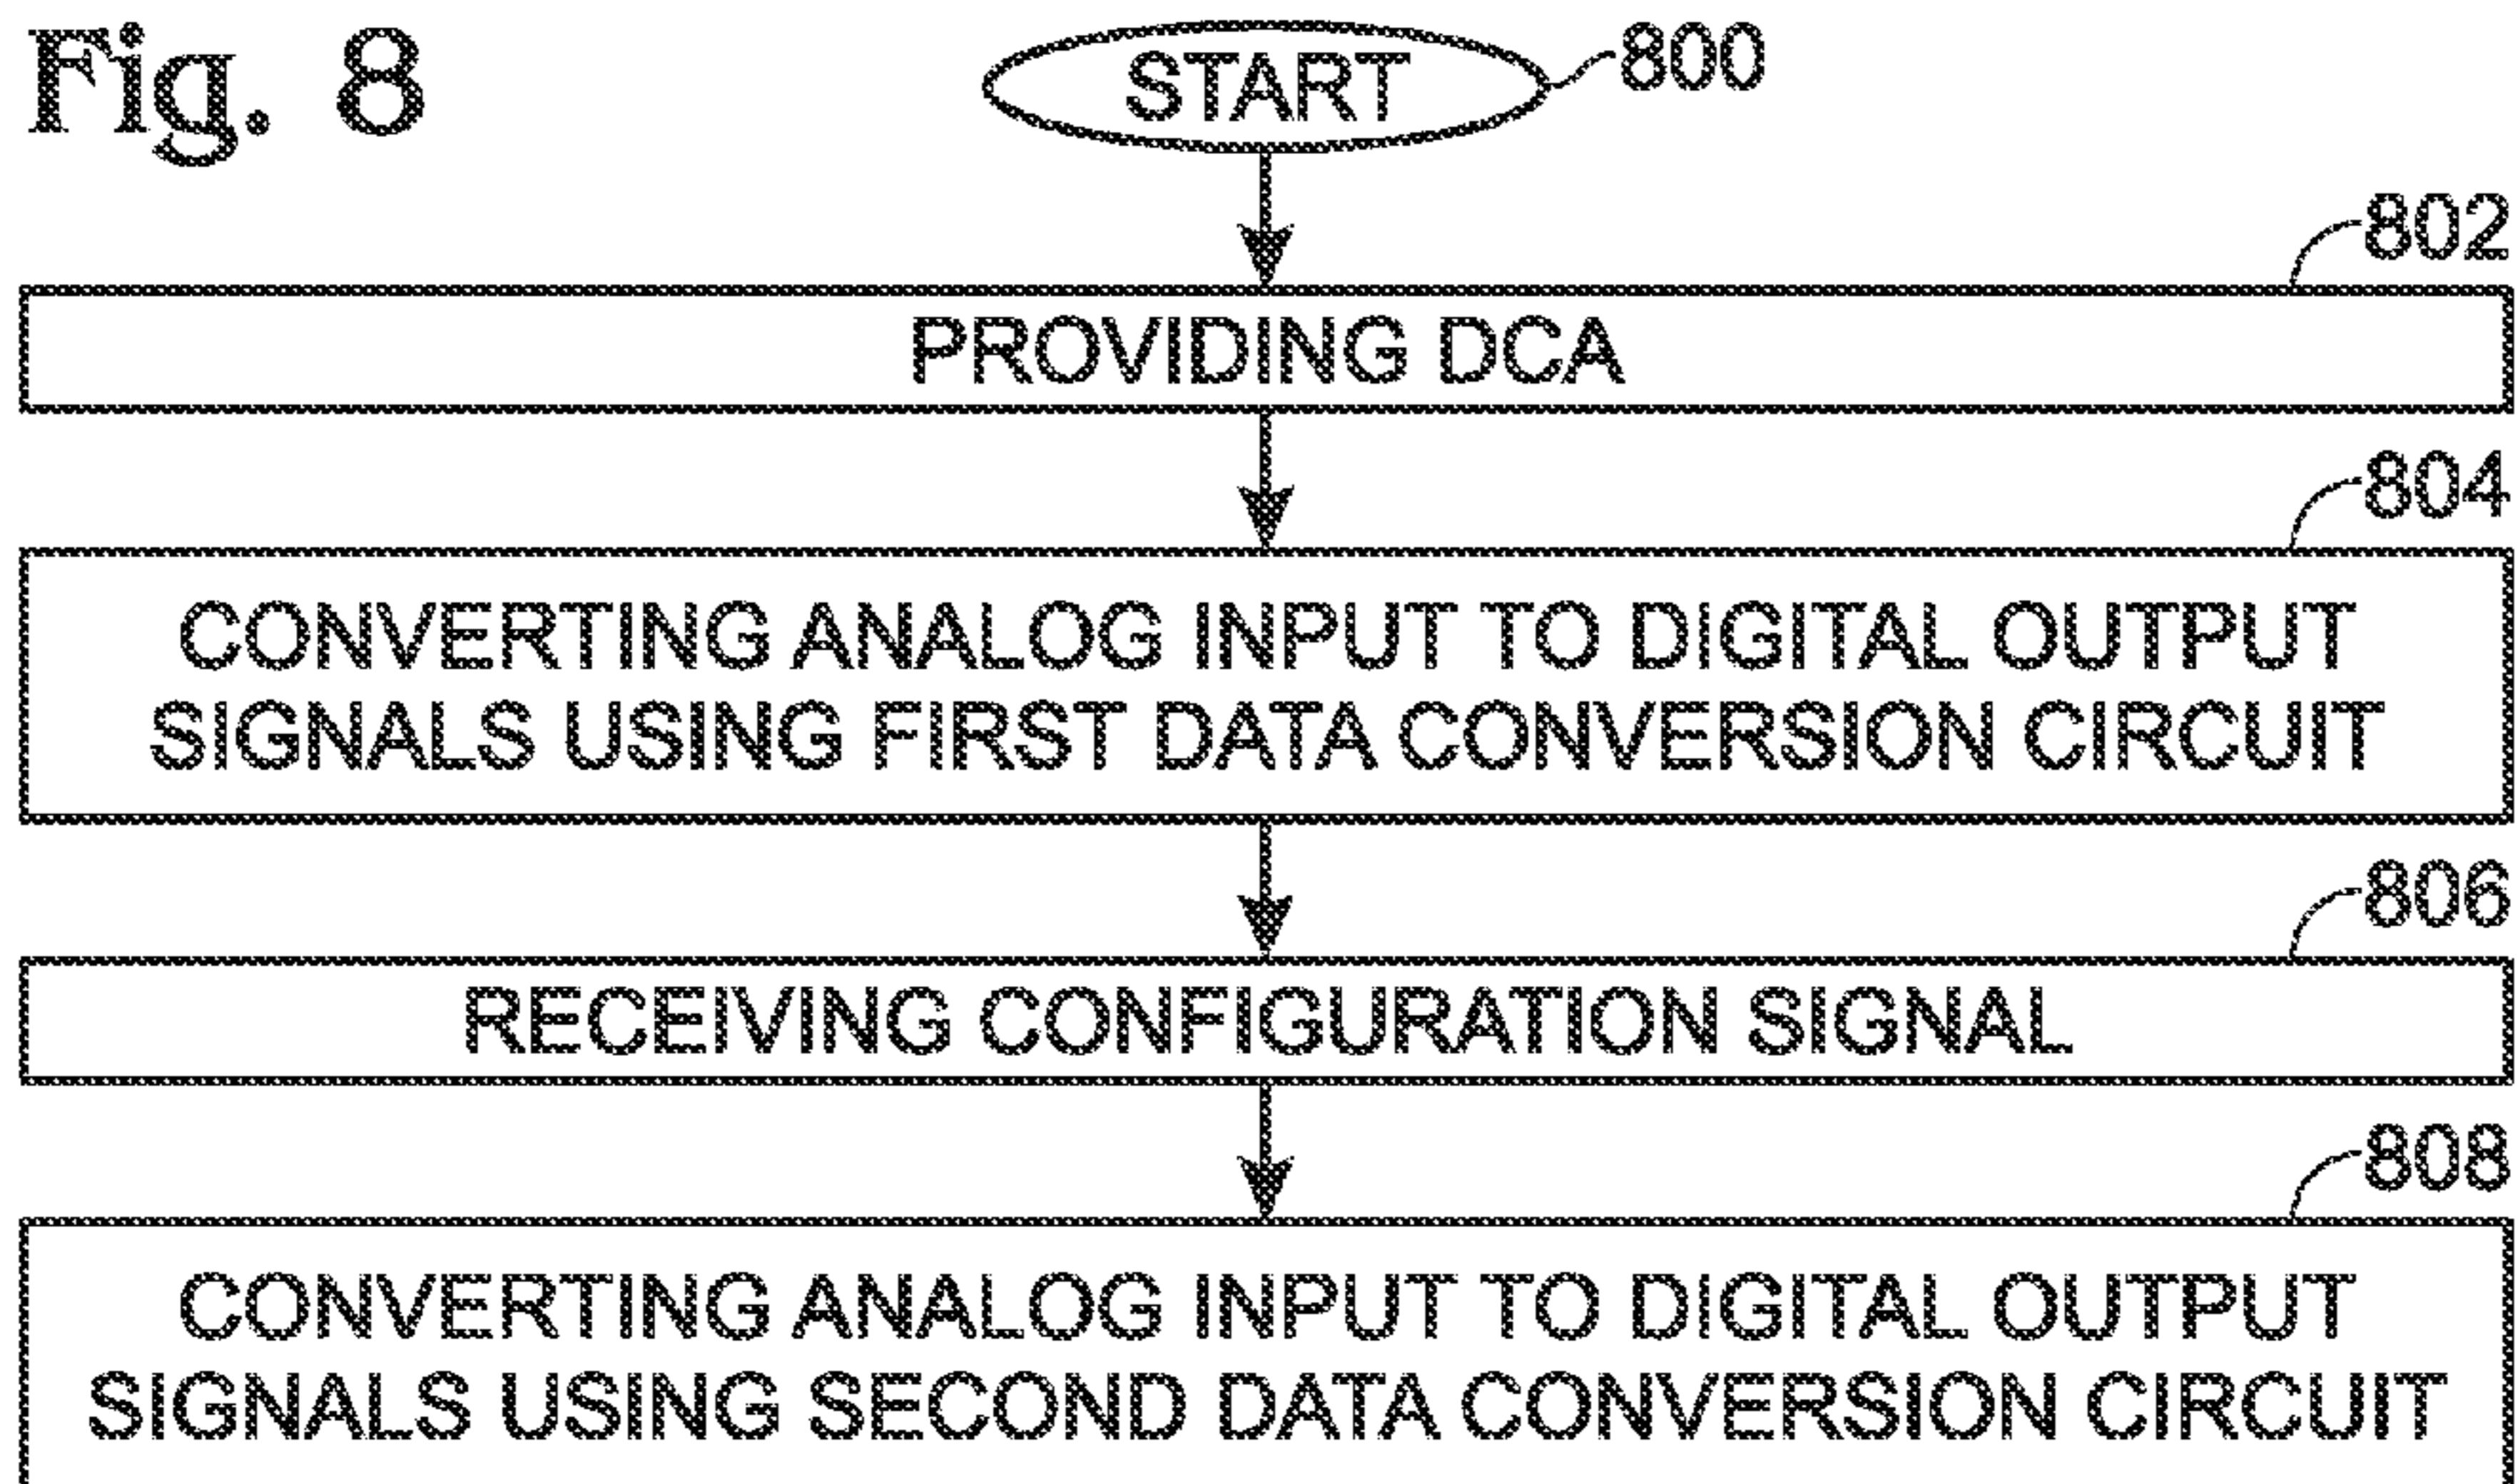 Fig. 8
START
800
802
PROVIDING DCA
804
CONVERTING ANALOG INPUT TO DIGITAL OUTPUT
SIGNALS USING FIRST DATA CONVERSION CIRCUIT
806
RECEIVING CONFIGURATION SIGNAL
808
CONVERTING ANALOG INPUT TO DIGITAL OUTPUT
SIGNALS USING SECOND DATA CONVERSION CIRCUIT